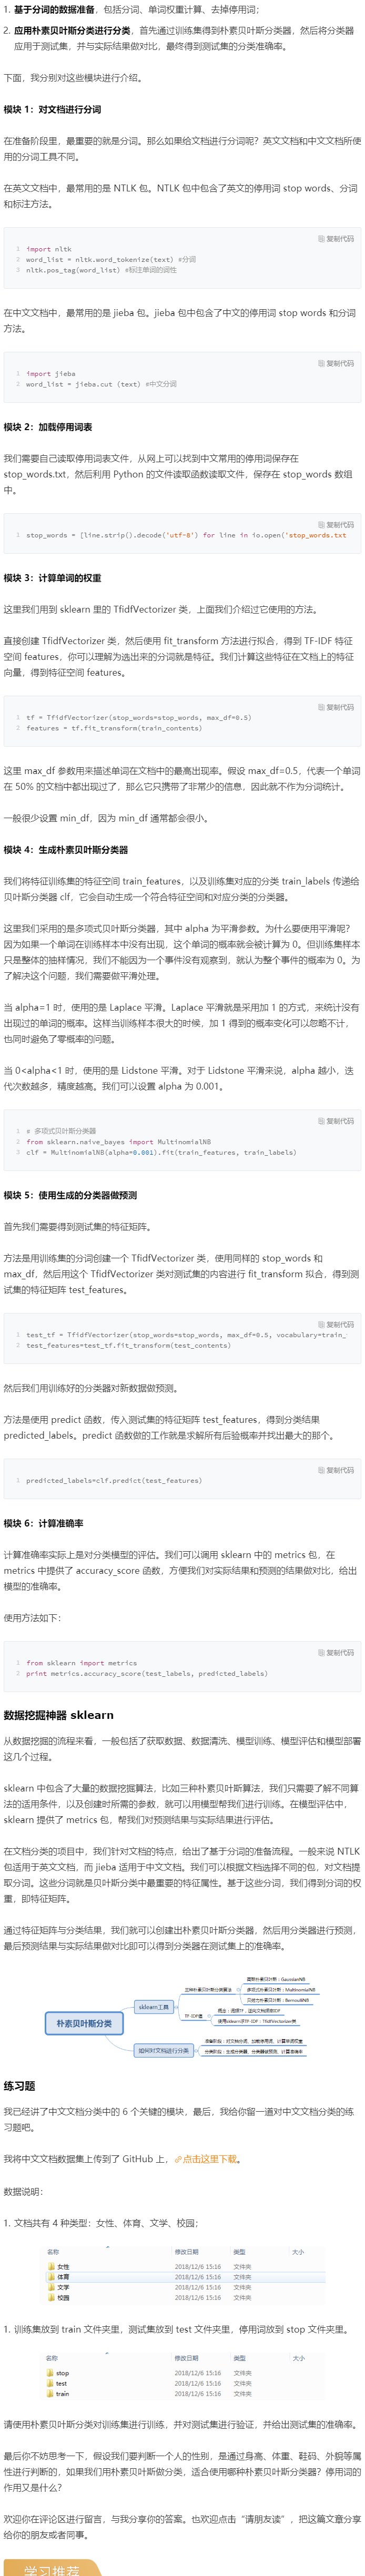 1. 基于分词的数据准备，包括分词、单词权重计算、去掉停用词；
2. 应用朴素贝叶斯分类进行分类，首先通过训练集得到朴素贝叶斯分类器，然后将分类器
应用于测试集，并与实际结果做对比，最终得到测试集的分类准确率。
下面，我分别对这些模块进行介绍。
模块 1：对文档进行分词
在准备阶段里，最重要的就是分词。那么如果给文档进行分词呢？英文文档和中文文档所使
用的分词工具不同。
在英文文档中，最常用的是 NTLK 包。NTLK 包中包含了英文的停用词 stop words、分词
和标注方法。
复制代码
1 import nltk
2 word_list = nltk.word_tokenize(text) #分词
3 nltk.pos_tag(word_list) #标注单词的词性
在中文文档中，最常用的是 jieba 包。jieba 包中包含了中文的停用词 stop words 和分词
方法。
复制代码
1 import jieba
2 word_list = jieba.cut (text) #中文分词
模块 2：加载停用词表
我们需要自己读取停用词表文件，从网上可以找到中文常用的停用词保存在
stop_words.txt，然后利用 Python 的文件读取函数读取文件，保存在 stop_words 数组
中。
复制代码
1 stop_words = [line.strip().decode('utf-8') for line in io.open('stop_words.txt
模块 3：计算单词的权重
这里我们用到 sklearn 里的 TfidfVectorizer 类，上面我们介绍过它使用的方法。
直接创建 TfidfVectorizer 类，然后使用 fit_transform 方法进行拟合，得到 TF-IDF 特征
空间 features，你可以理解为选出来的分词就是特征。我们计算这些特征在文档上的特征
向量，得到特征空间 features。
复制代码
1 tf = TfidfVectorizer(stop_words=stop_words, max_df=0.5)
2 features = tf.fit_transform(train_contents)
这里 max_df 参数用来描述单词在文档中的最高出现率。假设 max_df=0.5，代表一个单词
在 50% 的文档中都出现过了，那么它只携带了非常少的信息，因此就不作为分词统计。
一般很少设置 min_df，因为 min_df 通常都会很小。
模块 4：生成朴素贝叶斯分类器
我们将特征训练集的特征空间 train_features，以及训练集对应的分类 train_labels 传递给
贝叶斯分类器 clf，它会自动生成一个符合特征空间和对应分类的分类器。
这里我们采用的是多项式贝叶斯分类器，其中 alpha 为平滑参数。为什么要使用平滑呢？
因为如果一个单词在训练样本中没有出现，这个单词的概率就会被计算为 0。但训练集样本
只是整体的抽样情况，我们不能因为一个事件没有观察到，就认为整个事件的概率为 0。为
了解决这个问题，我们需要做平滑处理。
当 alpha=1 时，使用的是 Laplace 平滑。Laplace 平滑就是采用加 1 的方式，来统计没有
出现过的单词的概率。这样当训练样本很大的时候，加 1 得到的概率变化可以忽略不计，
也同时避免了零概率的问题。
当 0<alpha<1 时，使用的是 Lidstone 平滑。对于 Lidstone 平滑来说，alpha 越小，迭
代次数越多，精度越高。我们可以设置 alpha 为 0.001。
复制代码
1 # 多项式贝叶斯分类器
2 from sklearn.naive_bayes import MultinomialNB
3 clf = MultinomialNB(alpha=0.001).fit(train_features, train_labels)
模块 5：使用生成的分类器做预测
首先我们需要得到测试集的特征矩阵。
方法是用训练集的分词创建一个 TfidfVectorizer 类，使用同样的 stop_words 和
max_df，然后用这个 TfidfVectorizer 类对测试集的内容进行 fit_transform 拟合，得到测
试集的特征矩阵 test_features。
复制代码
1 test_tf = TfidfVectorizer(stop_words=stop_words, max_df=0.5, vocabulary=train_
2 test_features=test_tf.fit_transform(test_contents)
然后我们用训练好的分类器对新数据做预测。
方法是使用 predict 函数，传入测试集的特征矩阵 test_features，得到分类结果
predicted_labels。predict 函数做的工作就是求解所有后验概率并找出最大的那个。
复制代码
1 predicted_labels=clf.predict(test_features)
模块 6：计算准确率
计算准确率实际上是对分类模型的评估。我们可以调用 sklearn 中的 metrics 包，在
metrics 中提供了 accuracy_score 函数，方便我们对实际结果和预测的结果做对比，给出
模型的准确率。
使用方法如下：
复制代码
1 from sklearn import metrics
2 print metrics.accuracy_score(test_labels, predicted_labels)
数据挖掘神器 sklearn
从数据挖掘的流程来看，一般包括了获取数据、数据清洗、模型训练、模型评估和模型部署
这几个过程。
sklearn 中包含了大量的数据挖掘算法，比如三种朴素贝叶斯算法，我们只需要了解不同算
法的适用条件，以及创建时所需的参数，就可以用模型帮我们进行训练。在模型评估中，
sklearn 提供了 metrics 包，帮我们对预测结果与实际结果进行评估。
在文档分类的项目中，我们针对文档的特点，给出了基于分词的准备流程。一般来说 NTLK
包适用于英文文档，而 jieba 适用于中文文档。我们可以根据文档选择不同的包，对文档提
取分词。这些分词就是贝叶斯分类中最重要的特征属性。基于这些分词，我们得到分词的权
重，即特征矩阵。
通过特征矩阵与分类结果，我们就可以创建出朴素贝叶斯分类器，然后用分类器进行预测，
最后预测结果与实际结果做对比即可以得到分类器在测试集上的准确率。
朴素贝叶斯
sklearn工具
三种朴素贝叶斯分类算法
高斯朴素贝叶斯：GaussianNB
多项式朴素贝叶斯：MultinomialNB
贝努力朴素贝叶斯：BernoulliNB
TF-IDF值
概念：词频TF，逆向文档频率IDF
使用sklearn求TF-IDF：TfidfVectorizer类
如何对文档进行分类
准备阶段：对文档分词、加载停用词、计算单词权重
分类阶段：生成分类器、分类器做预测、计算准确率
练习题
我已经讲了中文文档分类中的 6 个关键的模块，最后，我给你留一道对中文文档分类的练
习题吧。
我将中文文档数据集上传到了 GitHub 上，点击这里下载。
数据说明：
1. 文档共有 4 种类型：女性、体育、文学、校园；
名称 修改日期 类型 大小
女性 2018/12/6 15:16 文件夹
体育 2018/12/6 15:16 文件夹
文学 2018/12/6 15:16 文件夹
校园 2018/12/6 15:16 文件夹
1. 训练集放到 train 文件夹里，测试集放到 test 文件夹里，停用词放到 stop 文件夹里。
名称 修改日期 类型 大小
stop 2018/12/6 15:16 文件夹
test 2018/12/6 15:16 文件夹
train 2018/12/6 15:16 文件夹
请使用朴素贝叶斯分类对训练集进行训练，并对测试集进行验证，并给出测试集的准确率。
最后你不妨思考一下，假设我们要判断一个人的性别，是通过身高、体重、鞋码、外貌等属
性进行判断的，如果我们用朴素贝叶斯做分类，适合使用哪种朴素贝叶斯分类器？停用词的
作用又是什么？
欢迎你在评论区进行留言，与我分享你的答案。也欢迎点击“请朋友读”，把这篇文章分享
给你的朋友或者同事。
学习推荐